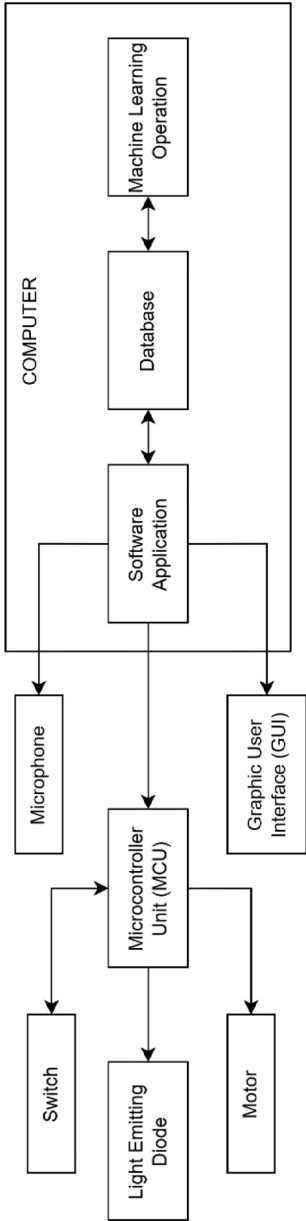 COMPUTER
Machine Learning
Operation
Database
Software
Application
Microphone
Graphic User
Interface (GUI)
Microcontroller
Unit (MCU)
Switch
Light Emitting
Diode
Motor